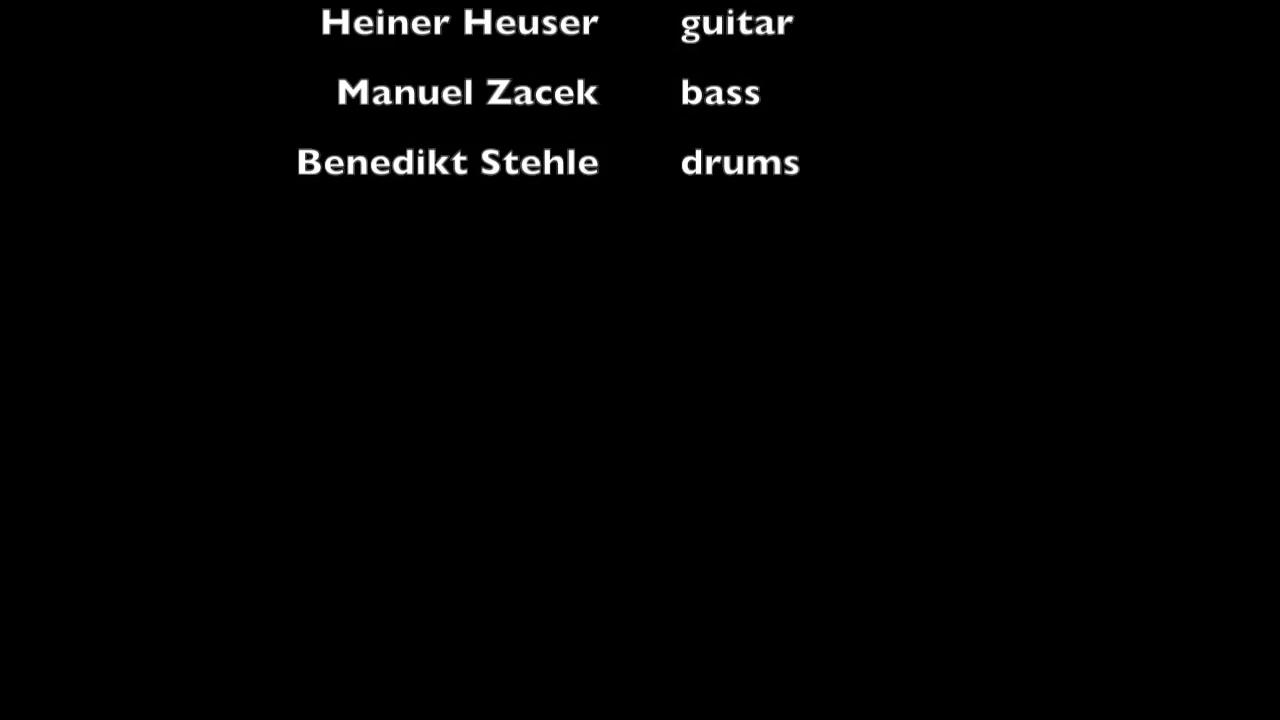 Heiner Heuser guitar
Manuel Zacek bass
Benedikt Stehle drums